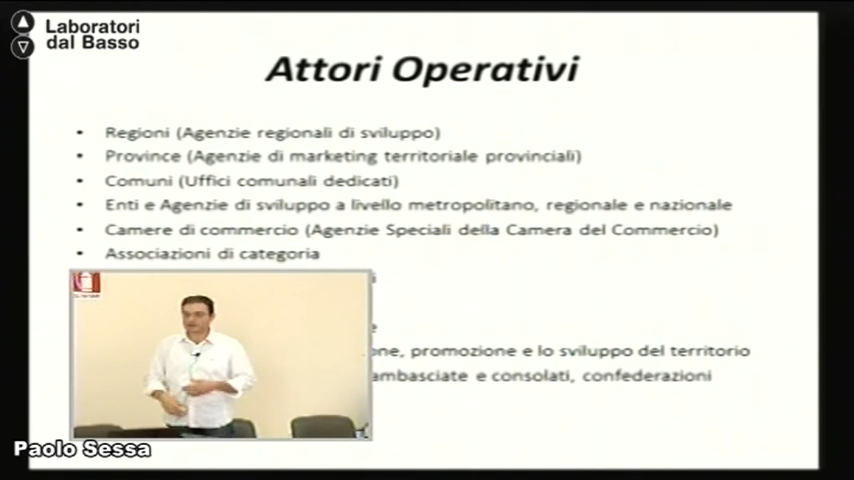 Laboratori
dal Basso
Attori Operativi
• Regioni (Agenzie regionali di sviluppo)
• Province (Agenzie di marketing territoriale provinciali)
• Comuni (Uffici comunali dedicati)
• Enti e Agenzie di sviluppo a livello metropolitano, regionale e nazionale
• Camere di commercio (Agenzie Speciali della Camera del Commercio)
• Associazioni di categoria
promozione e lo sviluppo del territorio
ambasciate e consolati, confederazioni
Paolo Sessa